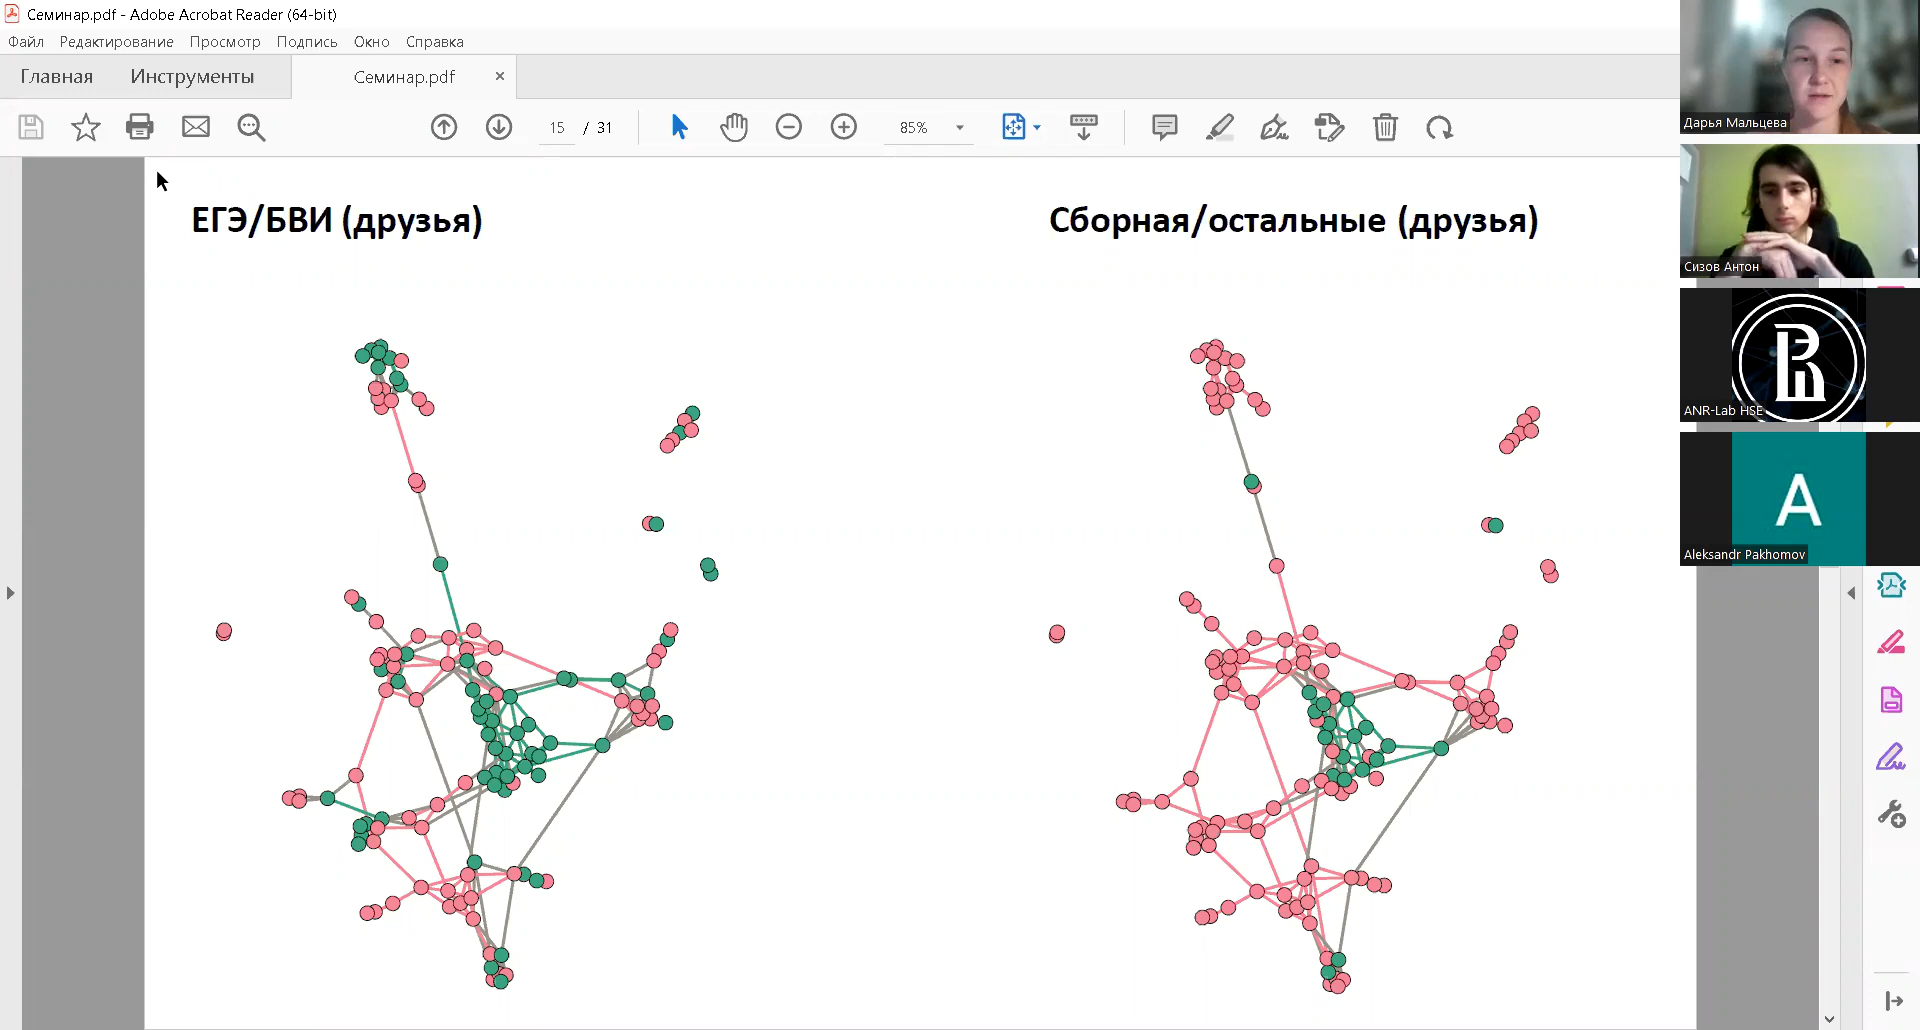 Семинар.pdf - Adobe Acrobat Reader (64-bit)
Файл Редактирование Просмотр Подпись Окно Справка
Главная Инструменты Семинар.pdf ×
15 / 31 85%
ЕГЭ/БВИ (друзья)
Сборная/остальные (друзья)
Дарья Мальцева
Сизов Антон
ANR-Lab HSE
A
Aleksandr Pakhomov